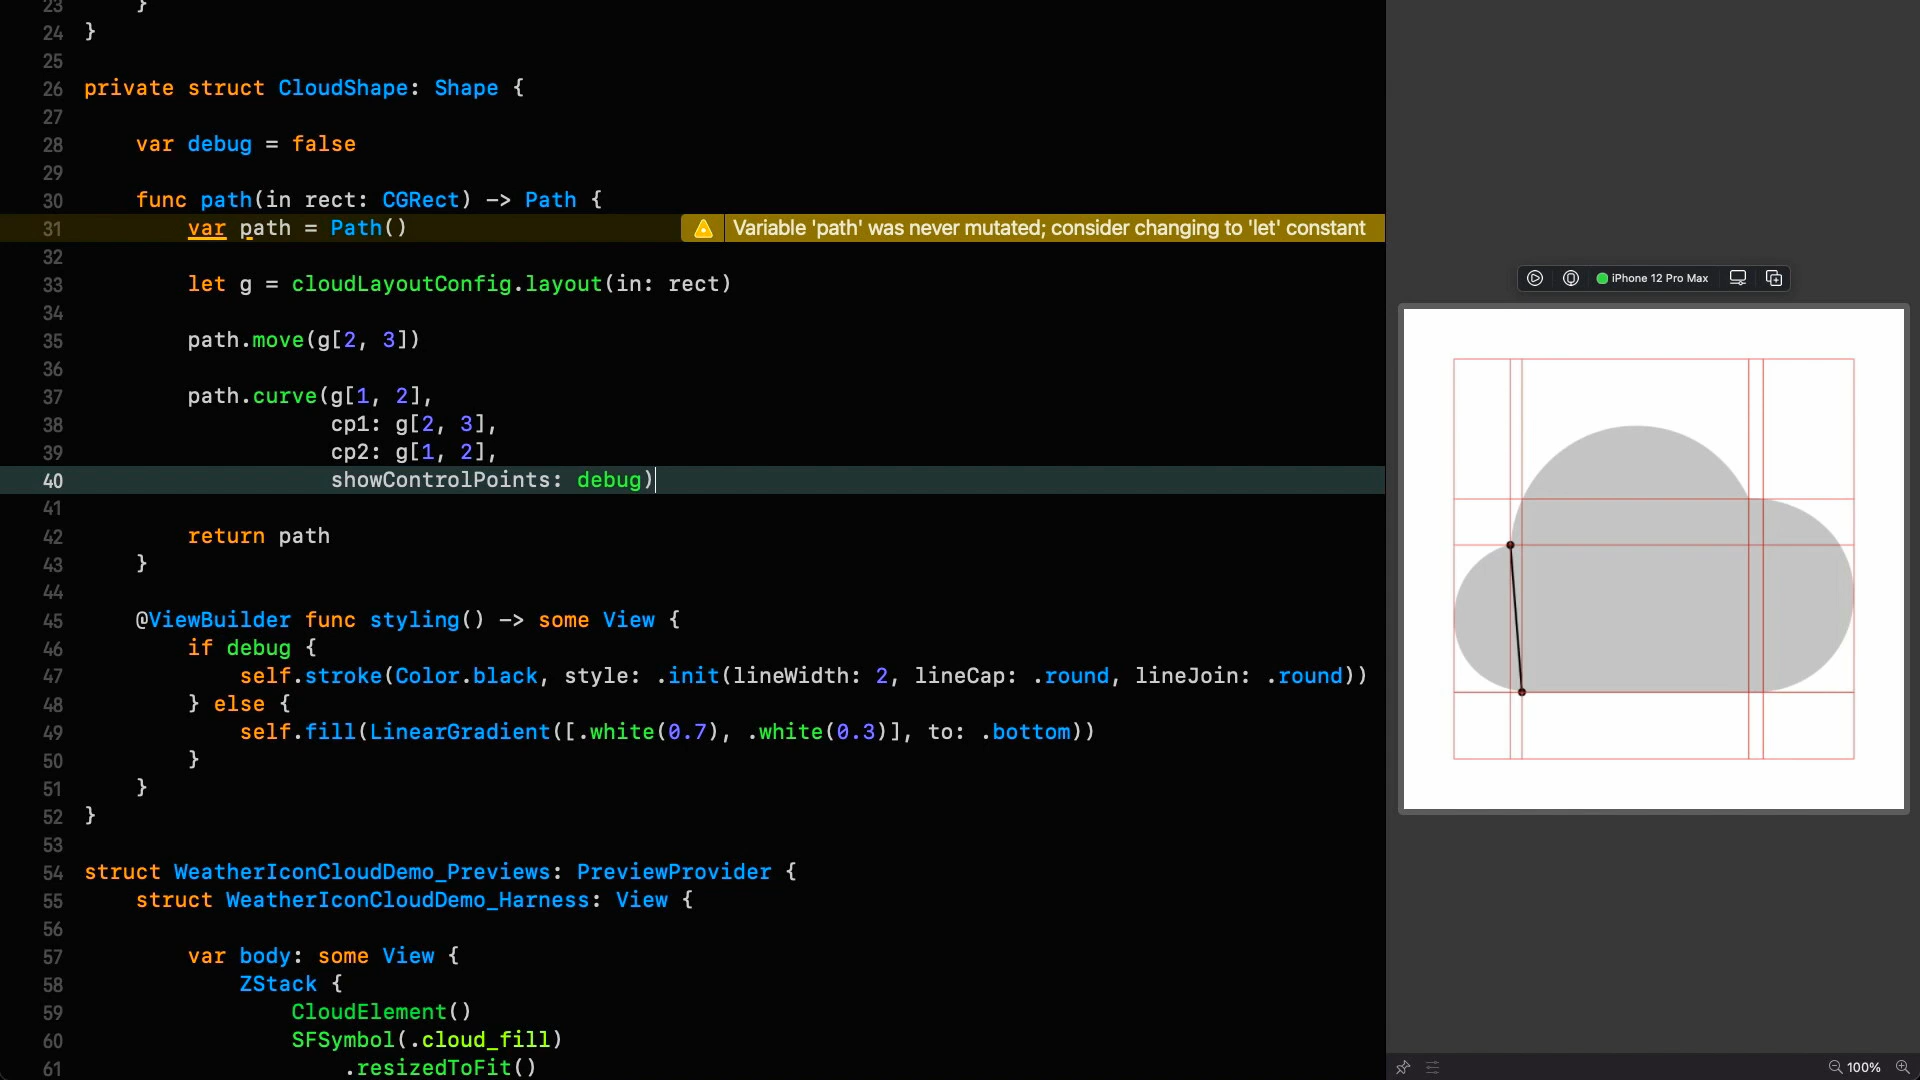 23 }
24 }
25
26 private struct CloudShape: Shape {
27
28 var debug = false
29
30 func path(in rect: CGRect) -> Path {
31 var path = Path() Variable 'path' was never mutated; consider changing to 'let' constant
32
33 let g = cloudLayoutConfig.layout(in: rect)
34
35 path.move(g[2, 3])
36
37 path.curve(g[1, 2],
38 cp1: g[2, 3],
39 cp2: g[1, 2],
40 showControlPoints: debug)
41
42 return path
43 }
44
45 @ViewBuilder func styling() -> some View {
46 if debug {
47 self.stroke(Color.black, style: .init(lineWidth: 2, lineCap: .round, lineJoin: .round))
48 } else {
49 self.fill(LinearGradient([.white(0.7), .white(0.3)], to: .bottom))
50 }
51 }
52 }
53
54 struct WeatherIconCloudDemo_Previews: PreviewProvider {
55 struct WeatherIconCloudDemo_Harness: View {
56
57 var body: some View {
58 ZStack {
59 CloudElement()
60 SFSymbol(.cloud_fill)
61 .resizedToFit()
iPhone 12 Pro Max
100%